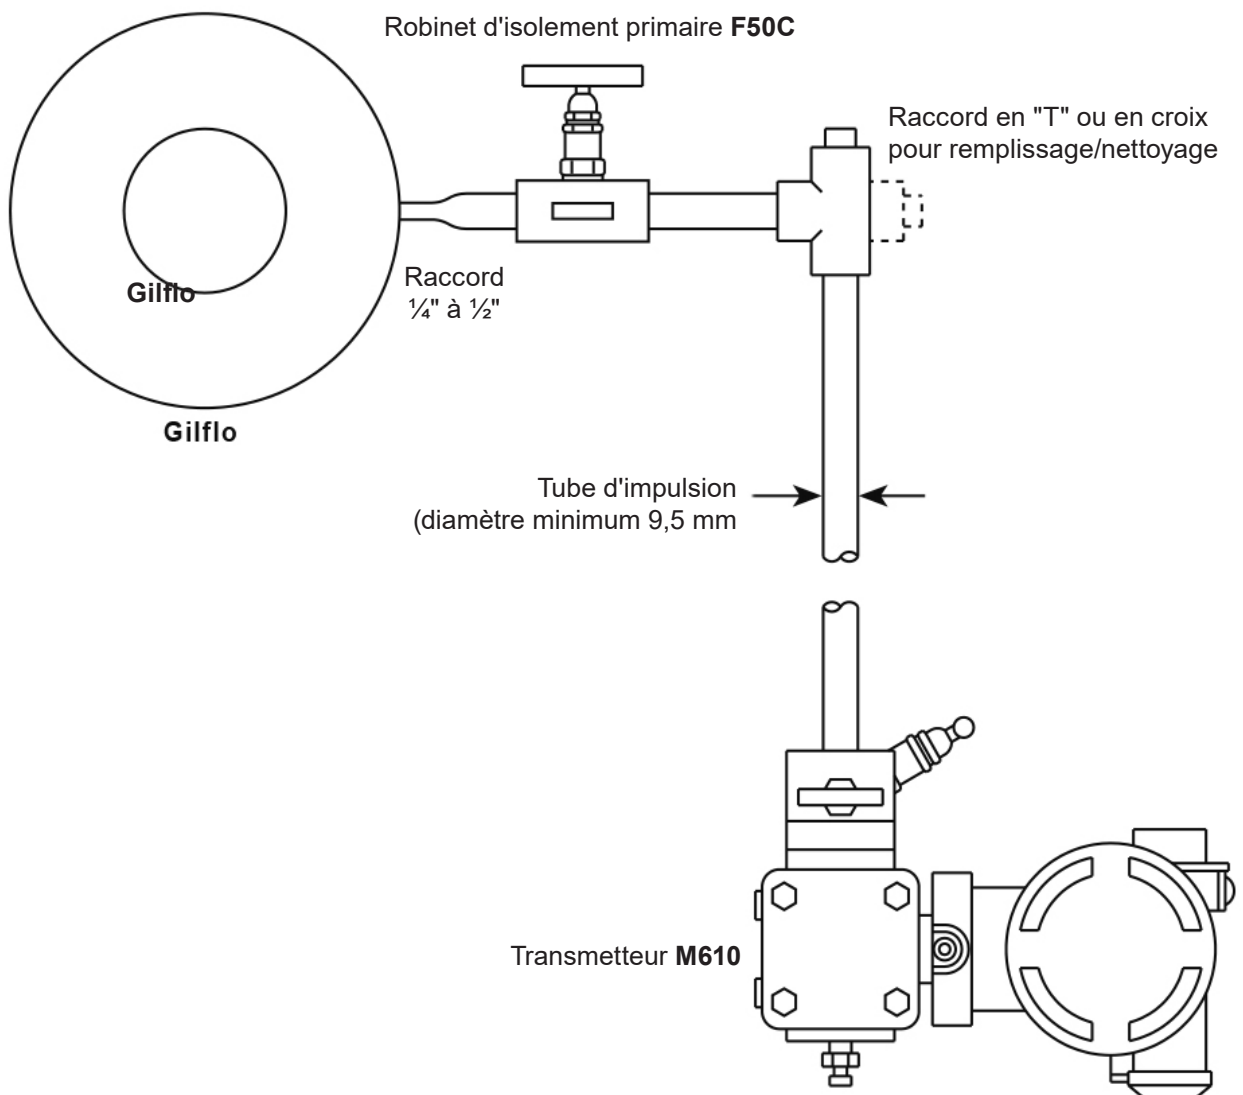 Robinet d'isolement primaire F50C
Raccord en "T" ou en croix
pour remplissage/nettoyage
Gilflo
Raccord
¼" à ½"
Gilflo
Tube d'impulsion
(diamètre minimum 9,5 mm
Transmetteur M610